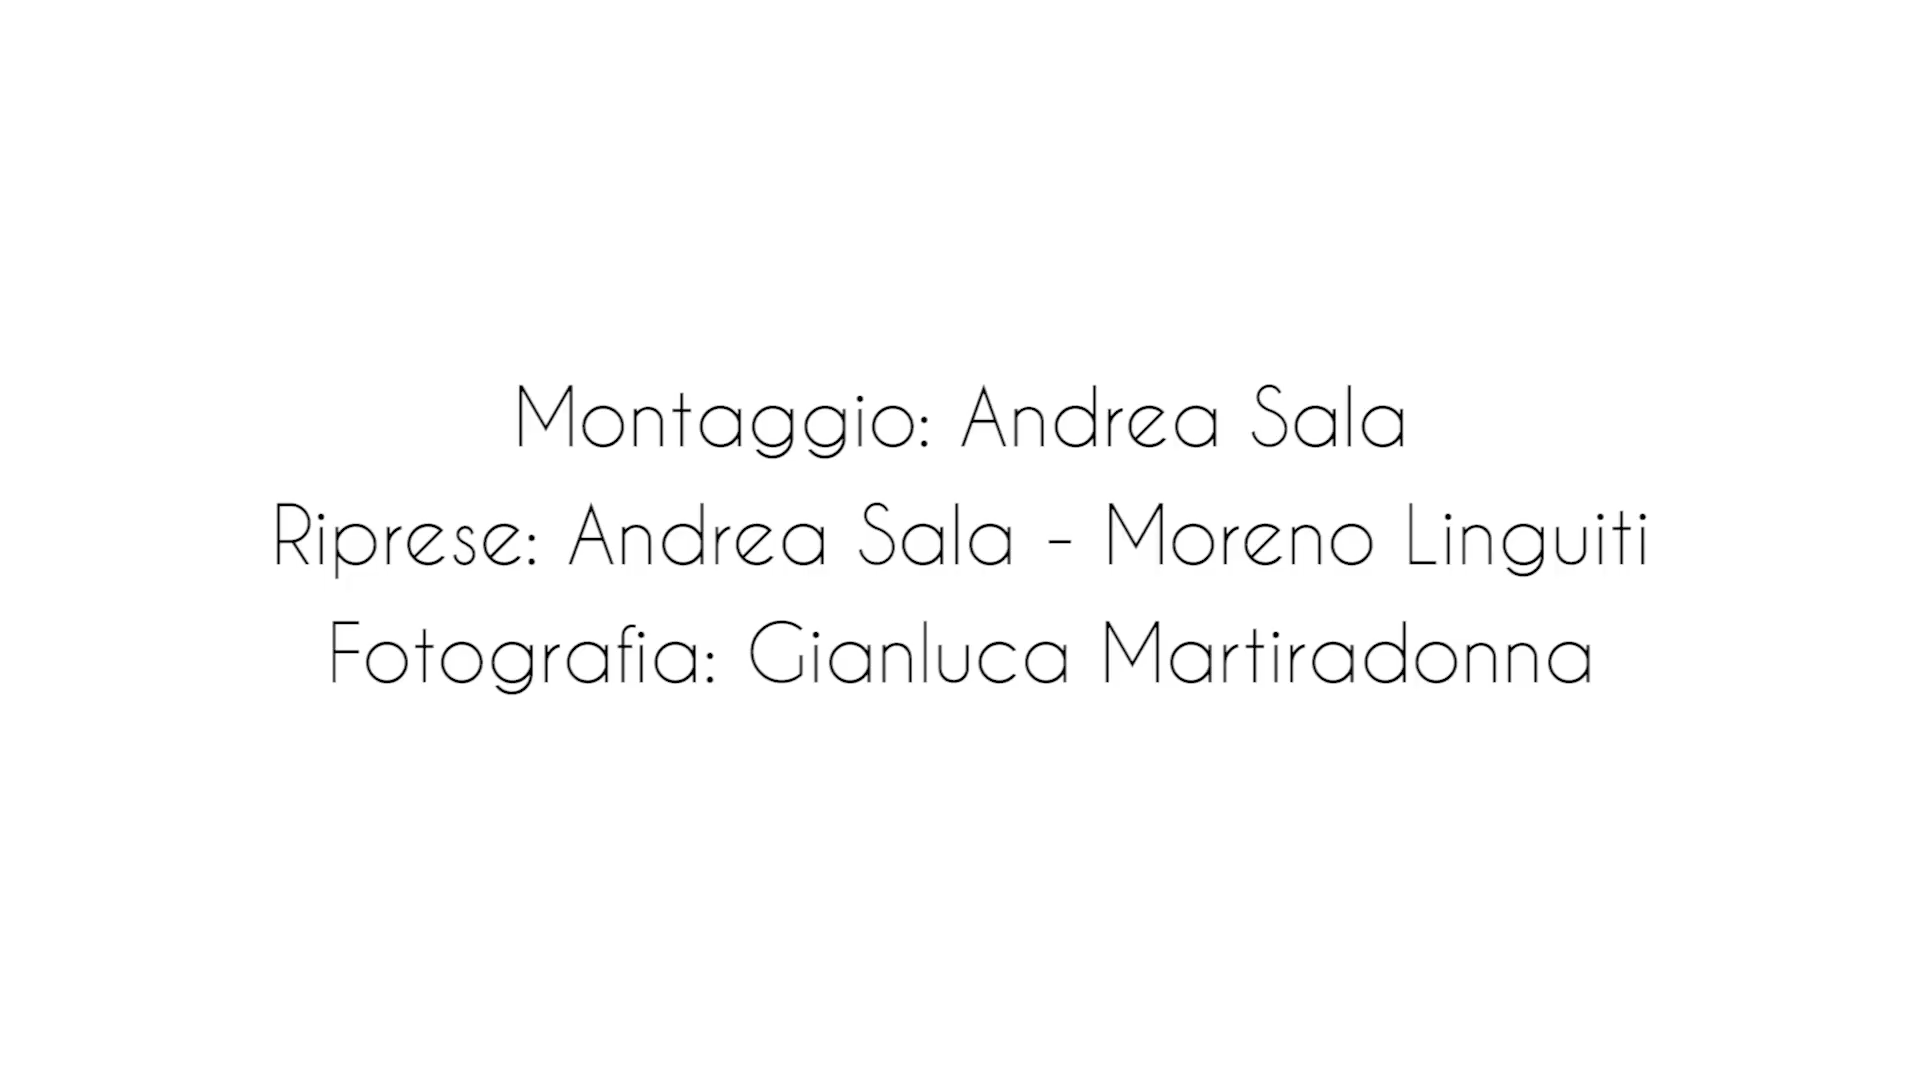 Montaggio: Andrea Sala
Riprese: Andrea Sala - Moreno Linguiti
Fotografia: Gianluca Martiradonna